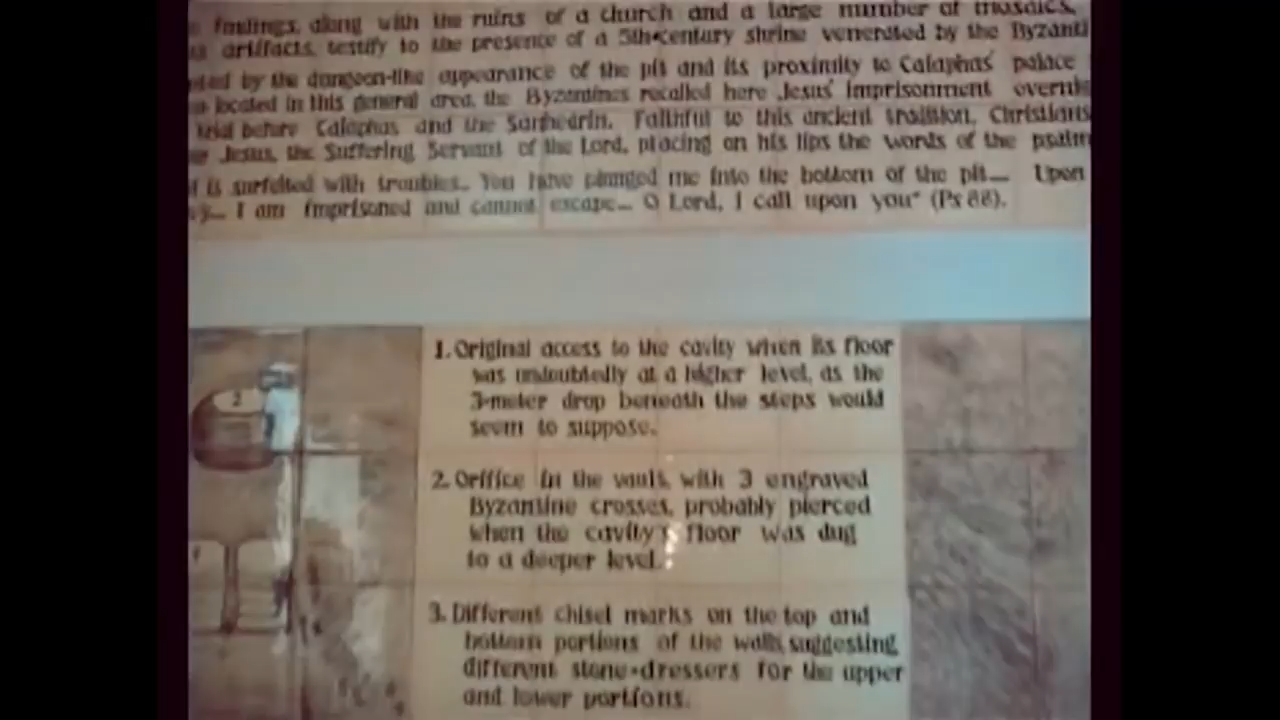 findings, along with the ruins of a church and a large number of mosaics,
artifacts, testify to the presence of a 5th-century shrine venerated by the Byzanti
by the dungeon-like appearance of the pit and its proximity to Caiaphas' palace
located in this general area, the Byzantines recalled here Jesus' imprisonment overni
trial before Caiaphas and the Sanhedrin. Faithful to this ancient tradition, Christians
Jesus, the Suffering Servant of the Lord, placing on his lips the words of the psalm
is surfeited with troubles... You have plunged me into the bottom of the pit.... Upon
I am imprisoned and cannot escape... O Lord, I call upon you" (Ps 88).
2
1. Original access to the cavity when its floor
was undoubtedly at a higher level, as the
3-meter drop beneath the steps would
seem to suppose.
2. Oriffice in the vault, with 3 engraved
Byzantine crosses, probably pierced
when the cavity's floor was dug
to a deeper level.
3. Different chisel marks on the top and
bottom portions of the walls, suggesting
different stone-dressers for the upper
and lower portions.